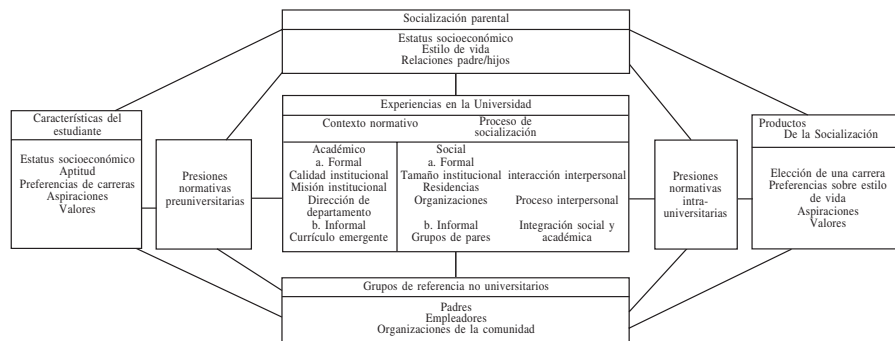 Socialización parental
Estatus socioeconómico
Estilo de vida
Relaciones padre/hijos
Características del
estudiante
Estatus socioeconómico
Aptitud
Preferencias de carreras
Aspiraciones
Valores
Presiones
normativas
preuniversitarias
Experiencias en la Universidad
Contexto normativo
Proceso de
socialización
Académico
a. Formal
Calidad institucional
Misión institucional
Dirección de
departamento
b. Informal
Currículo emergente
Social
a. Formal
Tamaño institucional
Residencias
Organizaciones
b. Informal
Grupos de pares
interacción interpersonal
Proceso interpersonal
Integración social y
académica
Presiones
normativas
intra-
universitarias
Productos
De la Socialización
Elección de una carrera
Preferencias sobre estilo
de vida
Aspiraciones
Valores
Grupos de referencia no universitarios
Padres
Empleadores
Organizaciones de la comunidad